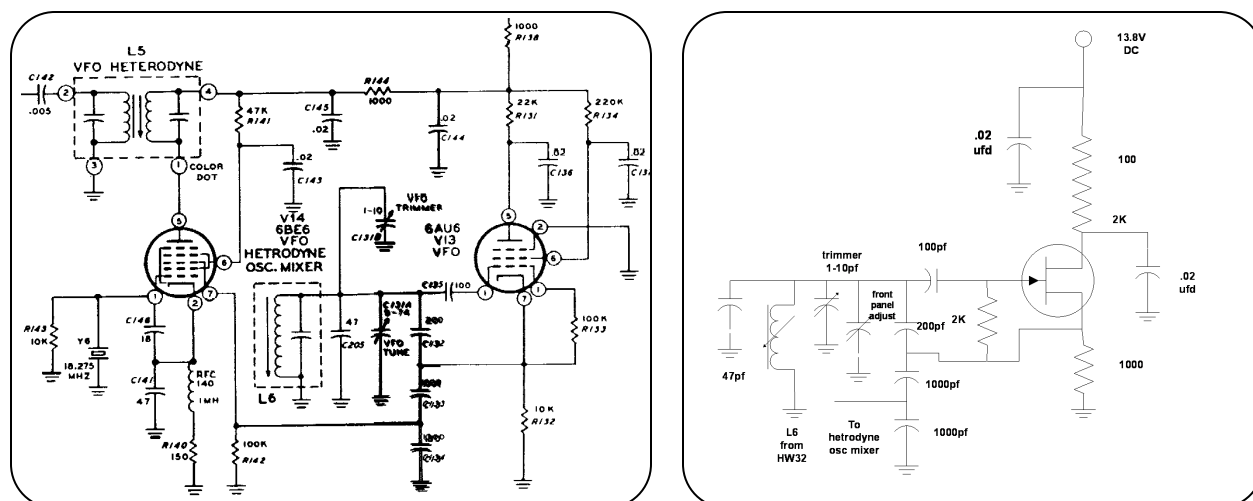 1000
R138
L5
VFO HETERODYNE
C142
2
.005
4
R144
1000
47K
R141
C145
.02
.02
C144
22K
R131
220K
R134
3
1
COLOR
DOT
.02
C143
.02
C136
5
V14
6BE6
VFO
HETRODYNE
OSC. MIXER
6
7
1
2
VFO
TRIMMER
1-10
C131B
6AU6
V13
VFO
5
2
6
1
7
1
C135
100
R143
10K
Y6
18.275
MHZ
C146
18
C141
47
RFC
140
1MH
R140
150
100K
R142
L6
47
C205
C131A
VFO
TUNE
200
C132
100K
R133
10K
R132
13.8V
DC
.02
ufd
100
2K
100pf
trimmer
1-10pf
front
panel
adjust
200pf
2K
.02
ufd
47pf
1000pf
1000
L6
from
HW32
To
hetrodyne
osc mixer
1000pf